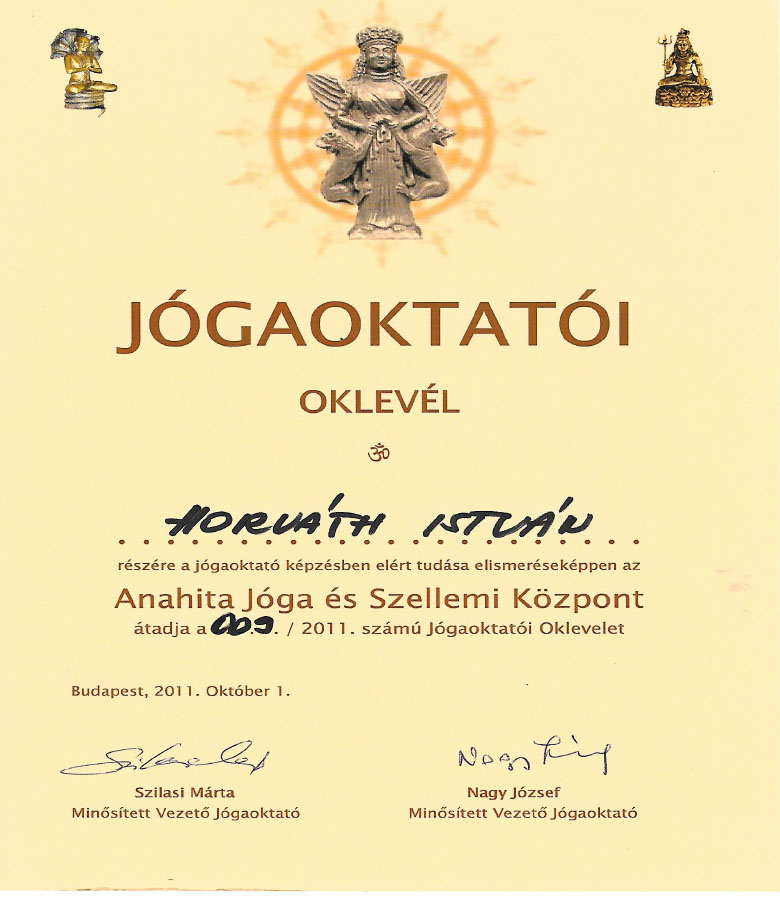 JÓGAOKTATÓI
OKLEVÉL
ॐ
HORVÁTH ISTVÁN
részére a jógaoktató képzésben elért tudása elismeréseképpen az
Anahita Jóga és Szellemi Központ
átadja a 009. / 2011. számú Jógaoktatói Oklevelet
Budapest, 2011. Október 1.
Szilasi Márta
Minősített Vezető Jógaoktató
Nagy József
Minősített Vezető Jógaoktató